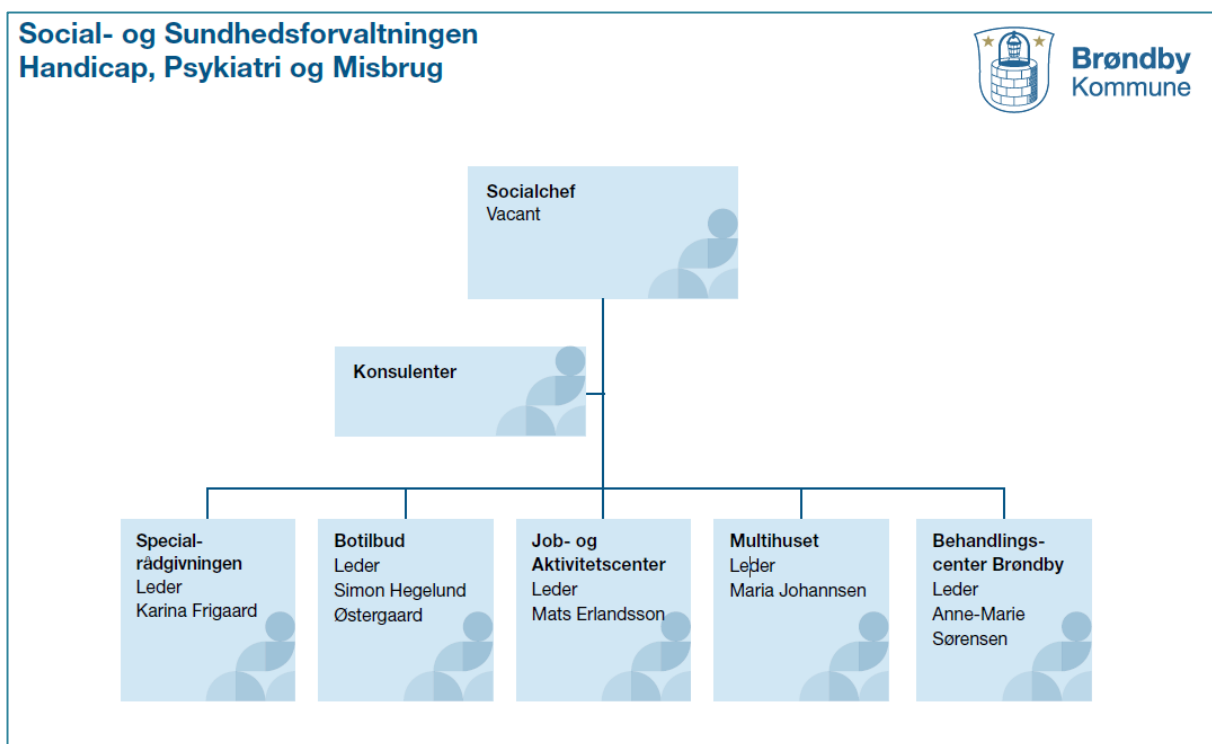 Social- og Sundhedsforvaltningen
Handicap, Psykiatri og Misbrug
Brøndby
Kommune
Socialchef
Vacant
Konsulenter
Special-
rådgivningen
Leder
Karina Frigaard
Botilbud
Leder
Simon Hegelund
Østergaard
Job- og
Aktivitetscenter
Leder
Mats Erlandsson
Multihuset
Leder
Maria Johannsen
Behandlings-
center Brøndby
Leder
Anne-Marie
Sørensen